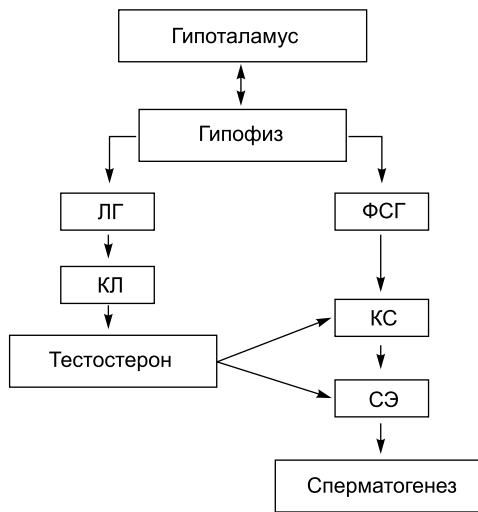 Гипоталамус
Гипофиз
ЛГ
ФСГ
КЛ
КС
Тестостерон
СЭ
Сперматогенез